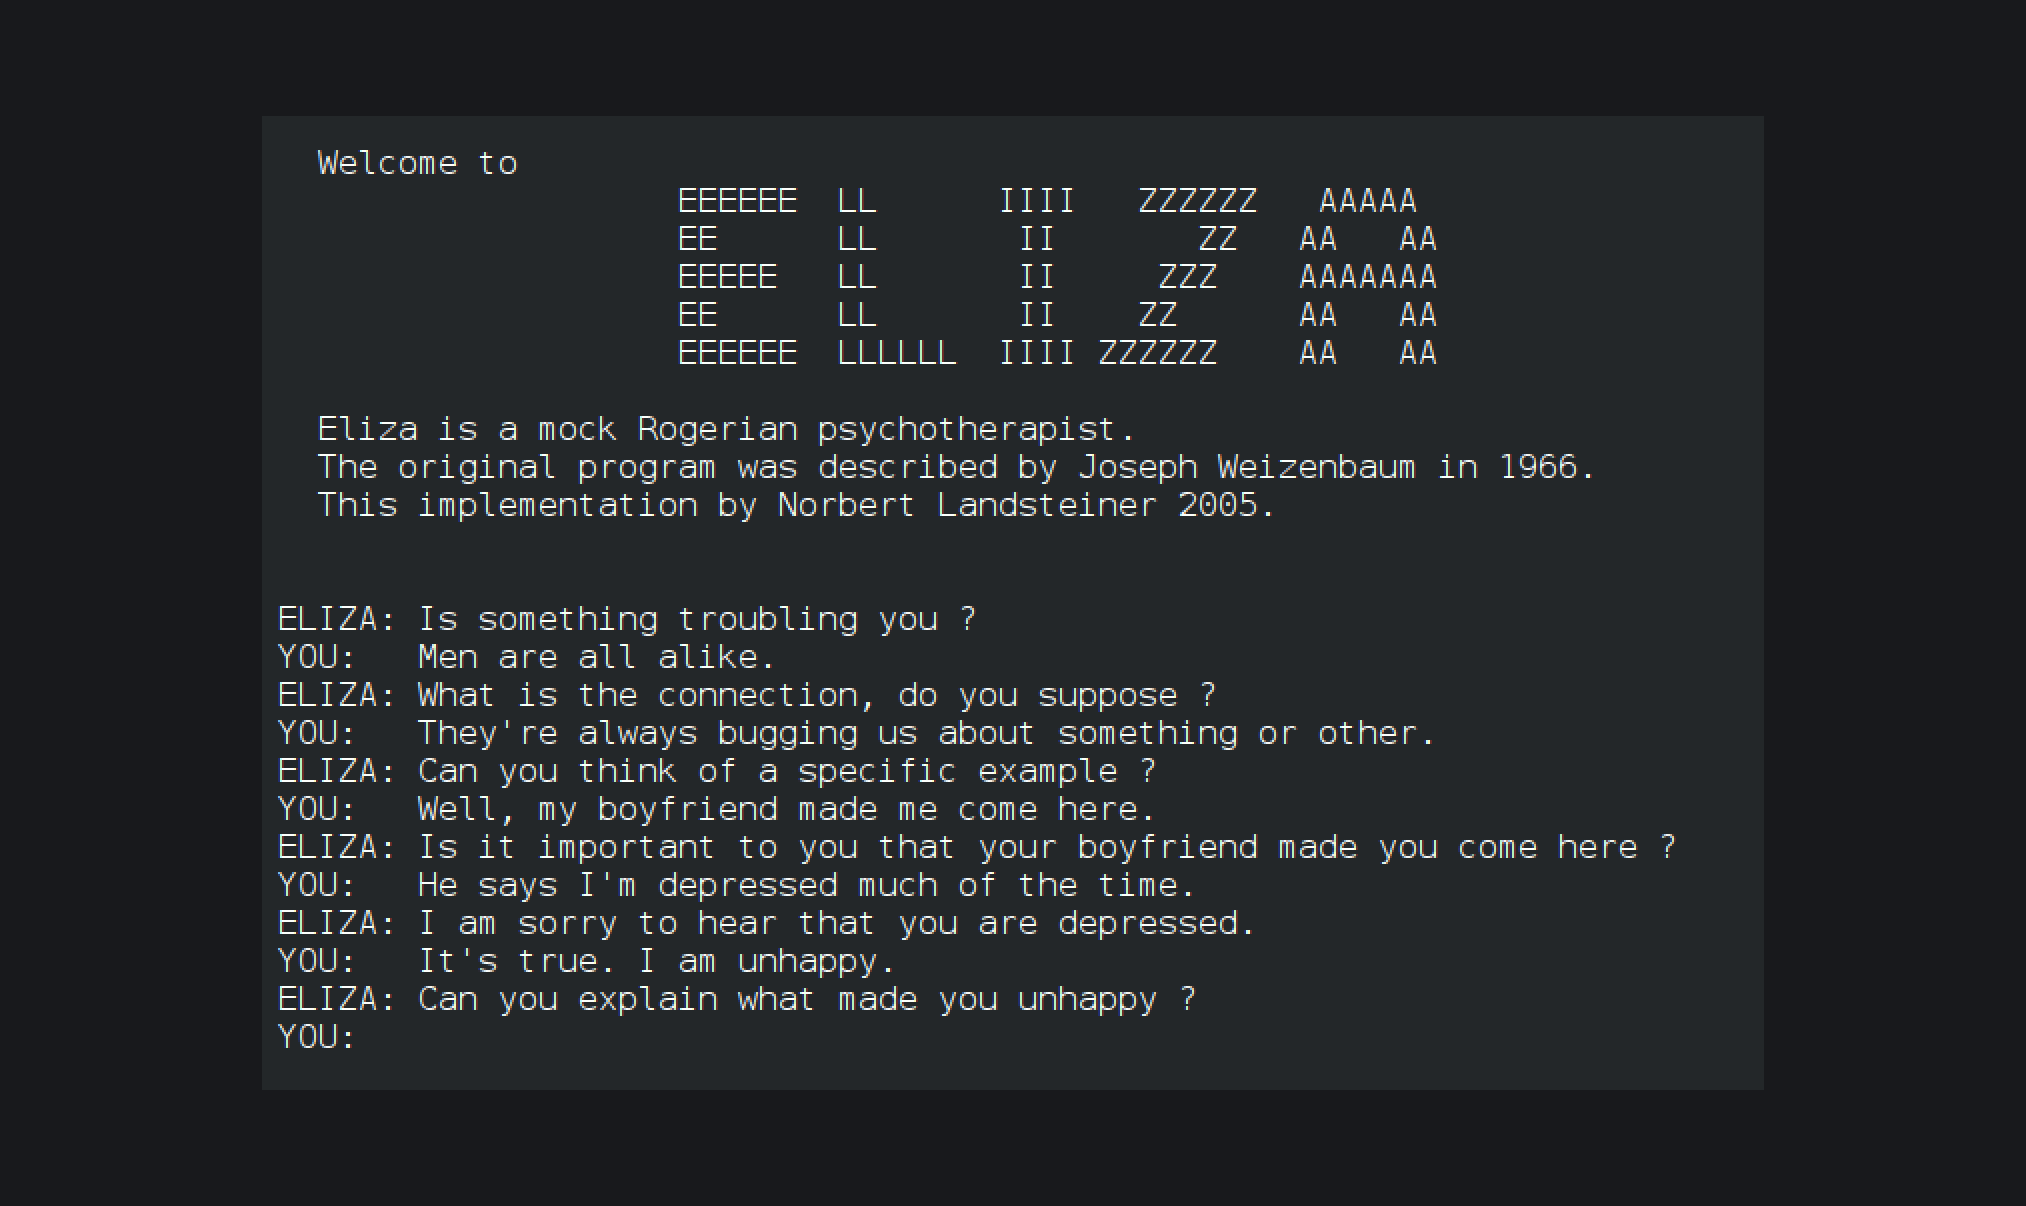 Welcome to
EEEEEE  LL      IIII   ZZZZZZ   AAAAA
EE      LL       II       ZZ   AA   AA
EEEEE   LL       II     ZZZ    AAAAAAA
EE      LL       II    ZZ      AA   AA
EEEEEE  LLLLLL  IIII ZZZZZZ    AA   AA
Eliza is a mock Rogerian psychotherapist.
The original program was described by Joseph Weizenbaum in 1966.
This implementation by Norbert Landsteiner 2005.
ELIZA: Is something troubling you ?
YOU:   Men are all alike.
ELIZA: What is the connection, do you suppose ?
YOU:   They're always bugging us about something or other.
ELIZA: Can you think of a specific example ?
YOU:   Well, my boyfriend made me come here.
ELIZA: Is it important to you that your boyfriend made you come here ?
YOU:   He says I'm depressed much of the time.
ELIZA: I am sorry to hear that you are depressed.
YOU:   It's true. I am unhappy.
ELIZA: Can you explain what made you unhappy ?
YOU: